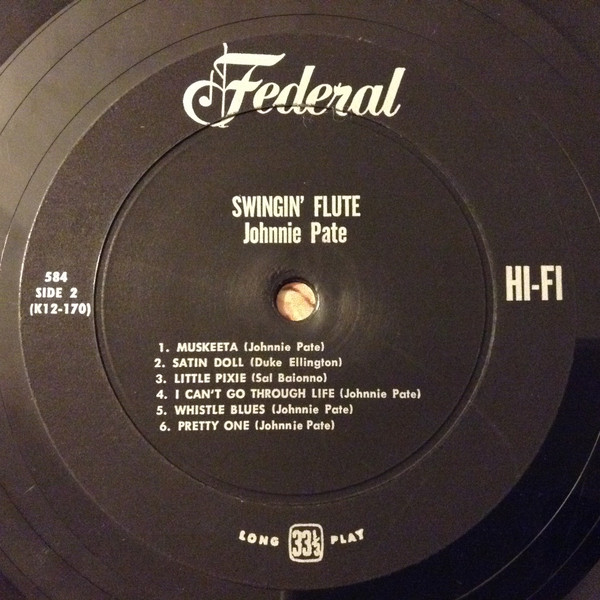 Federal
SWINGIN' FLUTE
Johnnie Pate
584
SIDE 2
(K12-170)
HI-FI
1. MUSKEETA (Johnnie Pate)
2. SATIN DOLL (Duke Ellington)
3. LITTLE PIXIE (Sal Baionno)
4. I CAN'T GO THROUGH LIFE (Johnnie Pate)
5. WHISTLE BLUES (Johnnie Pate)
6. PRETTY ONE (Johnnie Pate)
LONG 33⅓ PLAY